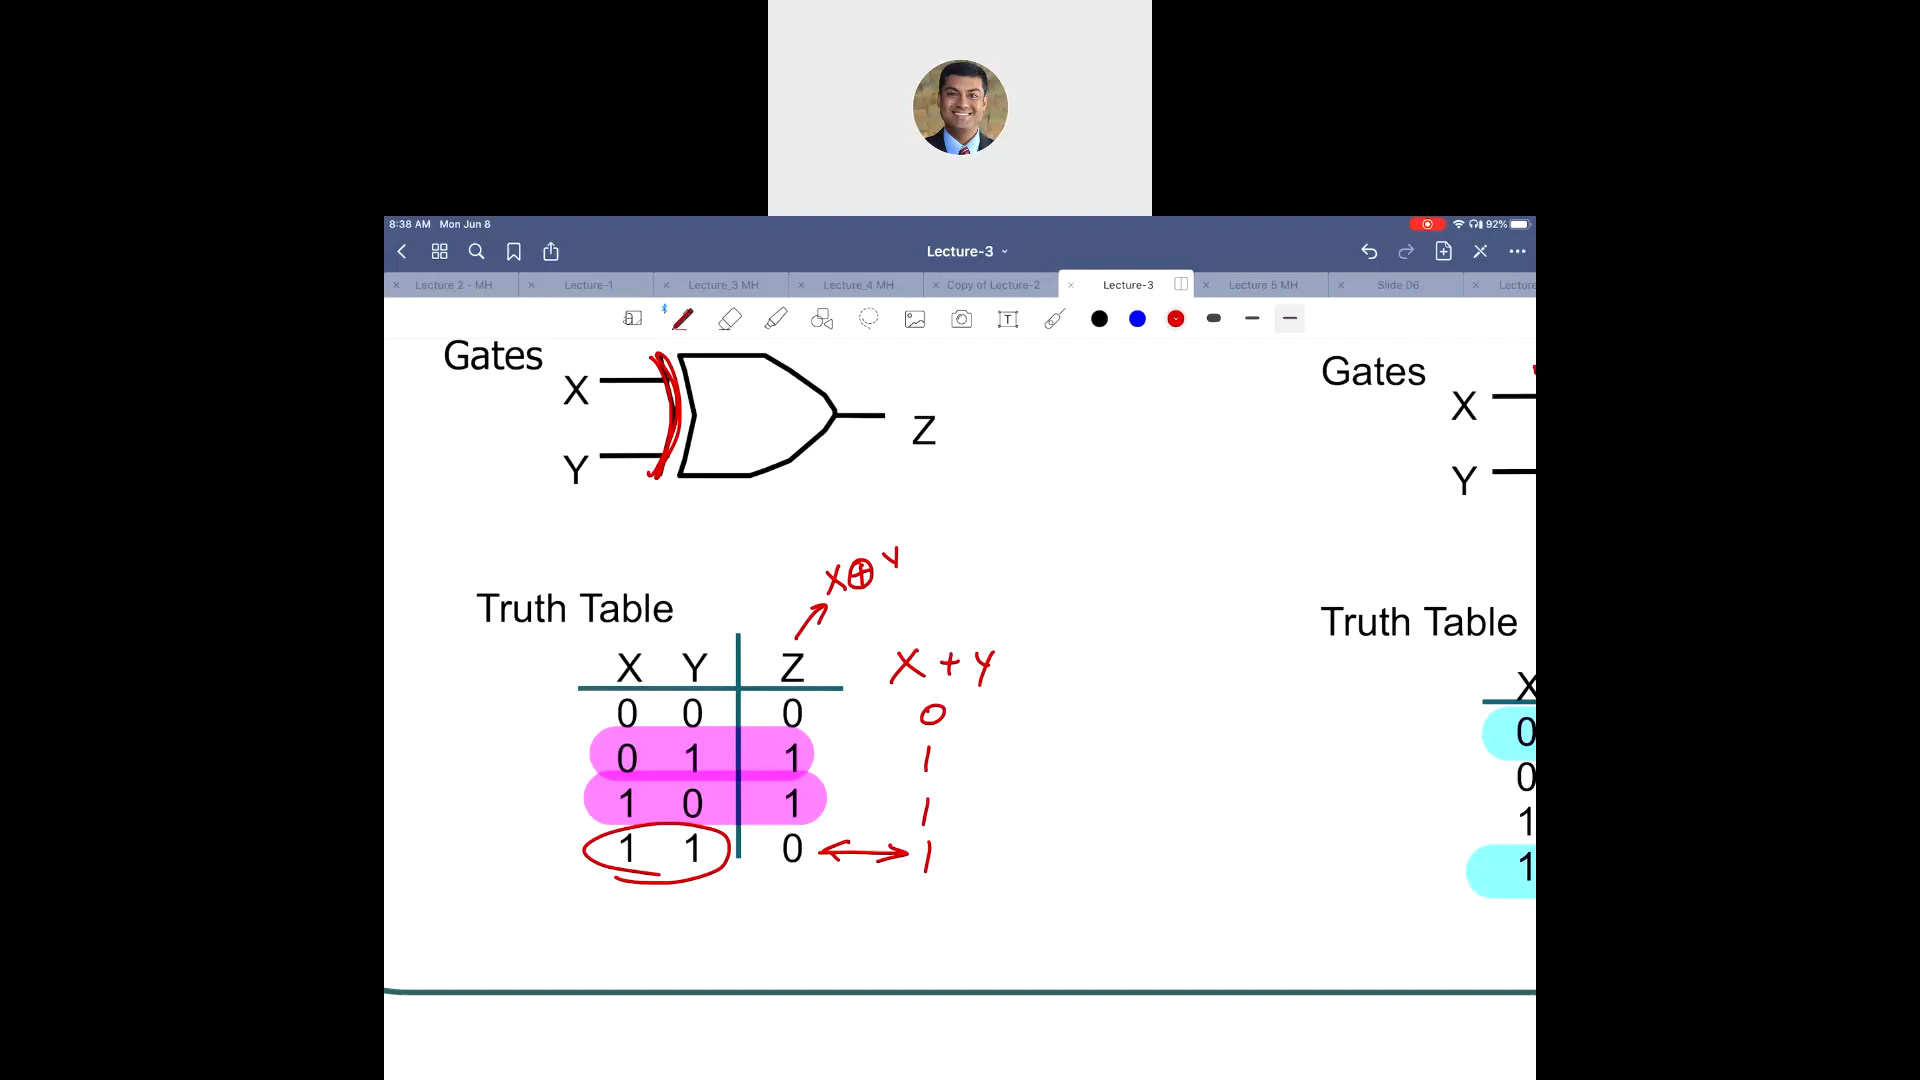 8:38 AM Mon Jun 8
92%
Lecture-3
Lecture_2 - MH
Lecture-1
Lecture_3 MH
Lecture_4 MH
Copy of Lecture-2
Lecture-3
Lecture 5 MH
Slide 06
Lecture
T
Gates
X
Y
Z
Gates
X
Y
X⊕Y
Truth Table
X Y Z X + Y
0 0 0 0
0 1 1 1
1 0 1 1
1 1 0 1
Truth Table
X
0
0
1
1